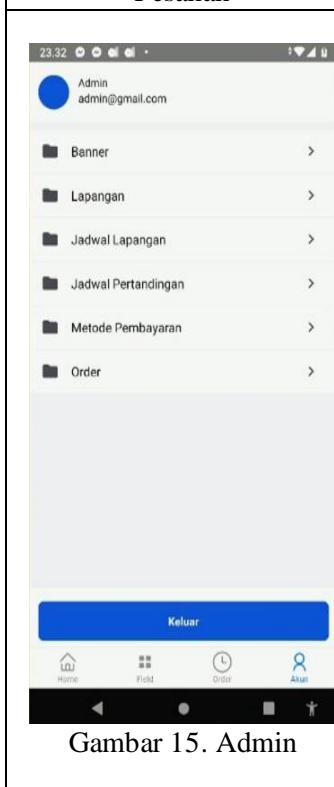 23.32
Admin
admin@gmail.com
Banner
Lapangan
Jadwal Lapangan
Jadwal Pertandingan
Metode Pembayaran
Order
Keluar
Home Field Order Akun
Gambar 15. Admin